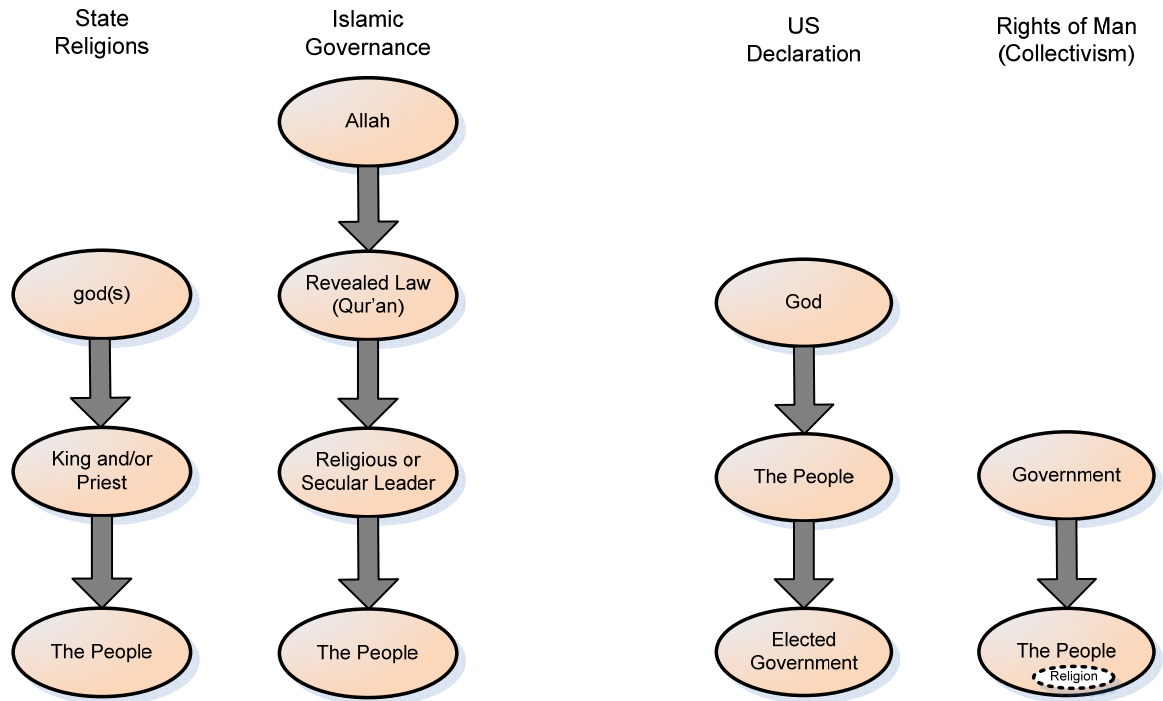 State
Religions
god(s)
King and/or
Priest
The People
Islamic
Governance
Allah
Revealed Law
(Qur’an)
Religious or
Secular Leader
The People
US
Declaration
God
The People
Elected
Government
Rights of Man
(Collectivism)
Government
The People
Religion